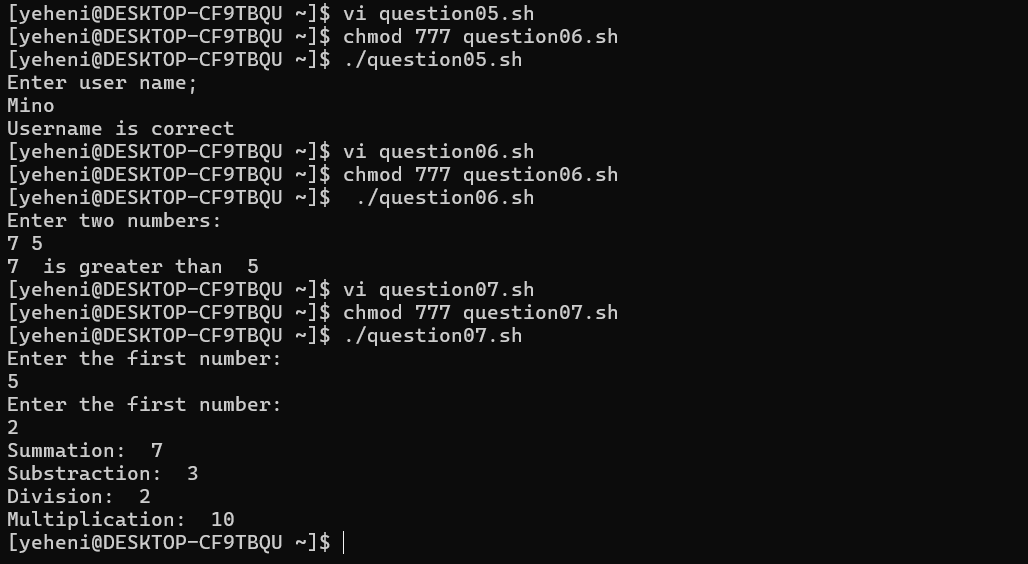 [yeheni@DESKTOP-CF9TBQU ~]$ vi question05.sh
[yeheni@DESKTOP-CF9TBQU ~]$ chmod 777 question06.sh
[yeheni@DESKTOP-CF9TBQU ~]$ ./question05.sh
Enter user name;
Mino
Username is correct
[yeheni@DESKTOP-CF9TBQU ~]$ vi question06.sh
[yeheni@DESKTOP-CF9TBQU ~]$ chmod 777 question06.sh
[yeheni@DESKTOP-CF9TBQU ~]$  ./question06.sh
Enter two numbers:
7 5
7  is greater than  5
[yeheni@DESKTOP-CF9TBQU ~]$ vi question07.sh
[yeheni@DESKTOP-CF9TBQU ~]$ chmod 777 question07.sh
[yeheni@DESKTOP-CF9TBQU ~]$ ./question07.sh
Enter the first number:
5
Enter the first number:
2
Summation:  7
Substraction:  3
Division:  2
Multiplication:  10
[yeheni@DESKTOP-CF9TBQU ~]$